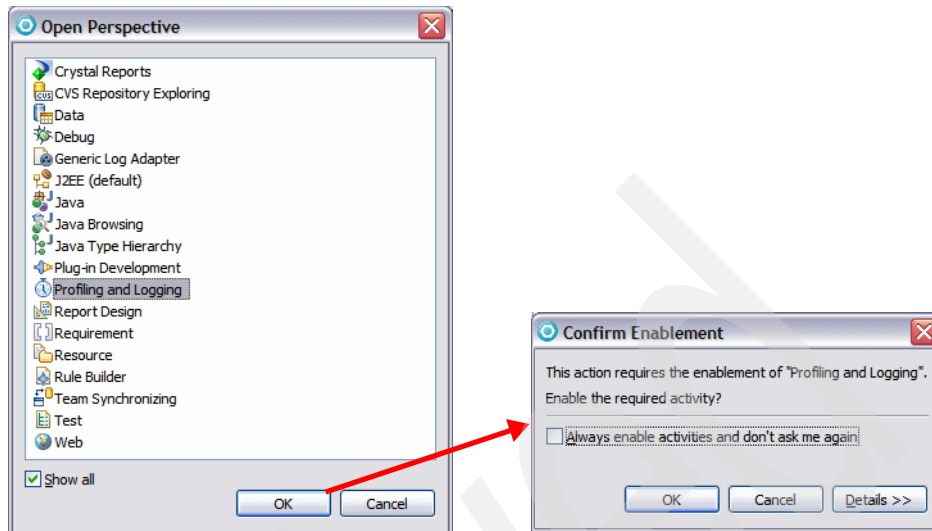 Open Perspective
Crystal Reports
CVS Repository Exploring
Data
Debug
Generic Log Adapter
J2EE (default)
Java
Java Browsing
Java Type Hierarchy
Plug-in Development
Profiling and Logging
Report Design
Requirement
Resource
Rule Builder
Team Synchronizing
Test
Web
Show all
OK Cancel
Confirm Enablement
This action requires the enablement of "Profiling and Logging".
Enable the required activity?
Always enable activities and don't ask me again
OK Cancel Details >>